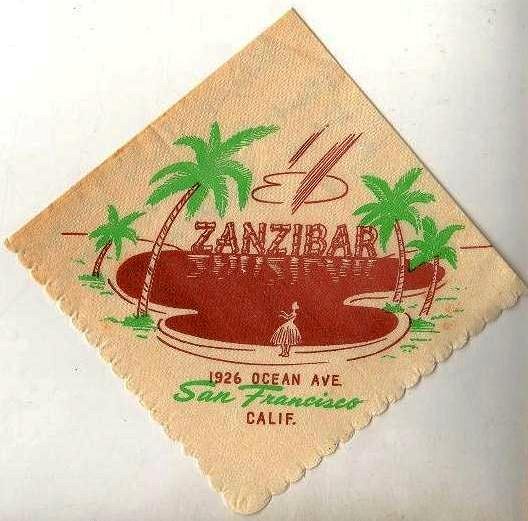 ZANZIBAR
1926 OCEAN AVE.
San Francisco
CALIF.